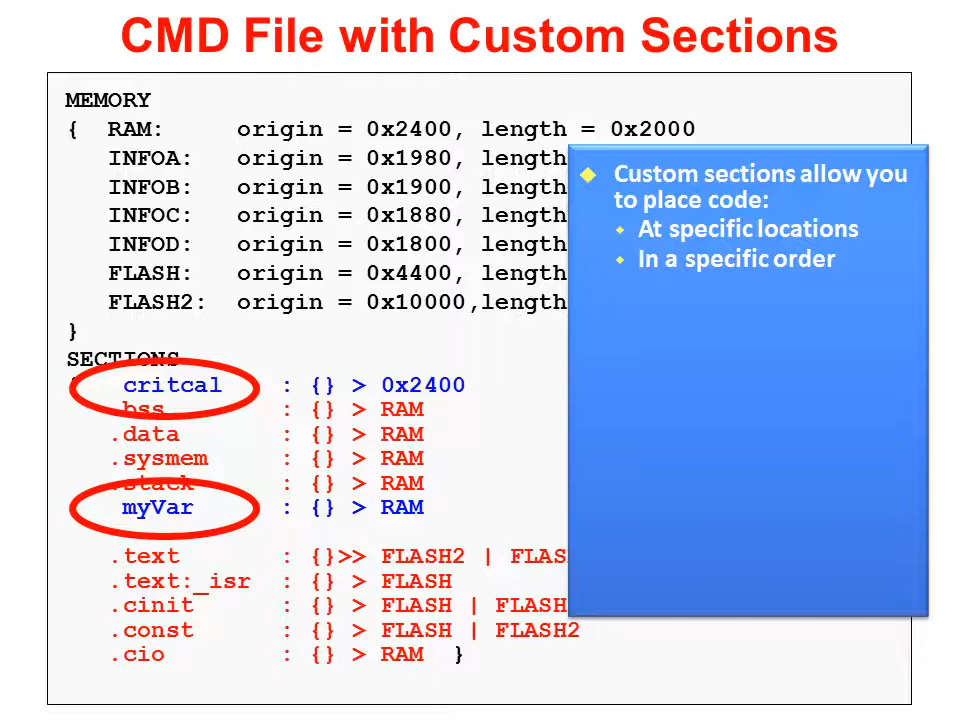 CMD File with Custom Sections
MEMORY
{ RAM: origin = 0x2400, length = 0x2000
INFOA: origin = 0x1980, length
INFOB: origin = 0x1900, length
INFOC: origin = 0x1880, length
INFOD: origin = 0x1800, length
FLASH: origin = 0x4400, length
FLASH2: origin = 0x10000,length
}
SECTIONS
{ critcal : {} > 0x2400
.bss : {} > RAM
.data : {} > RAM
.sysmem : {} > RAM
.stack : {} > RAM
myVar : {} > RAM
.text : {}>> FLASH2 | FLAS
.text:_isr : {} > FLASH
.cinit : {} > FLASH | FLASH
.const : {} > FLASH | FLASH2
.cio : {} > RAM }
Custom sections allow you
to place code:
At specific locations
In a specific order